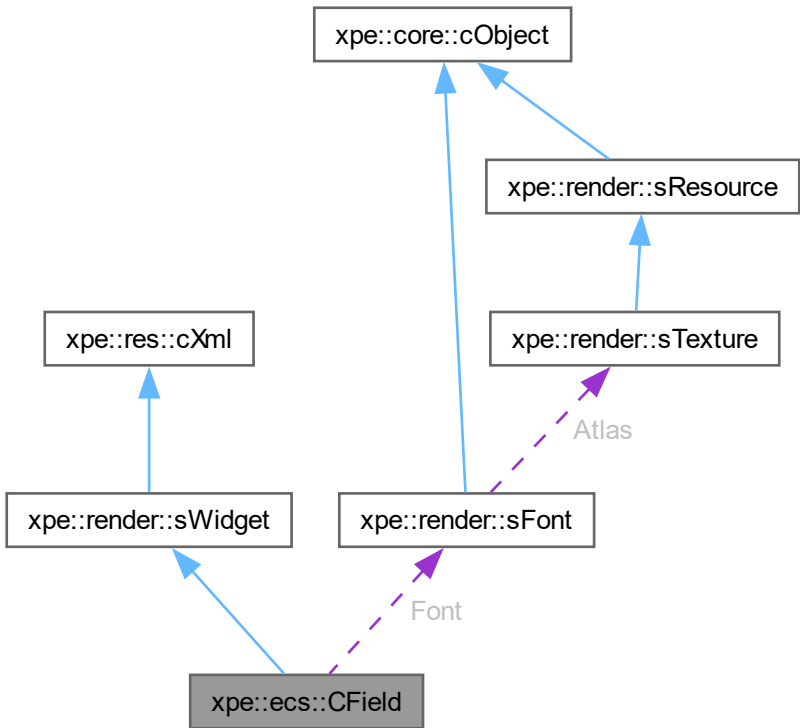 xpe::core::cObject
xpe::render::sResource
xpe::res::cXml
xpe::render::sTexture
Atlas
xpe::render::sWidget
xpe::render::sFont
Font
xpe::ecs::CField